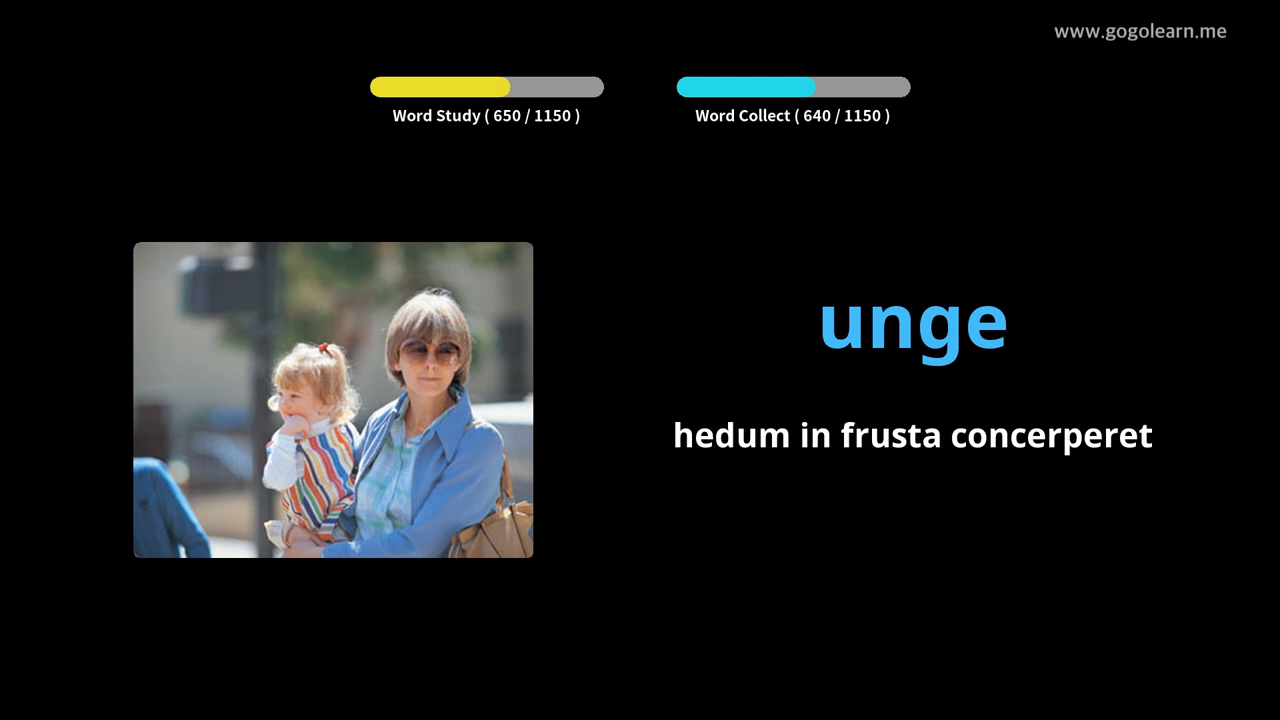 www.gogolearn.me
Word Study ( 650 / 1150 )
Word Collect ( 640 / 1150 )
unge
hedum in frusta concerperet